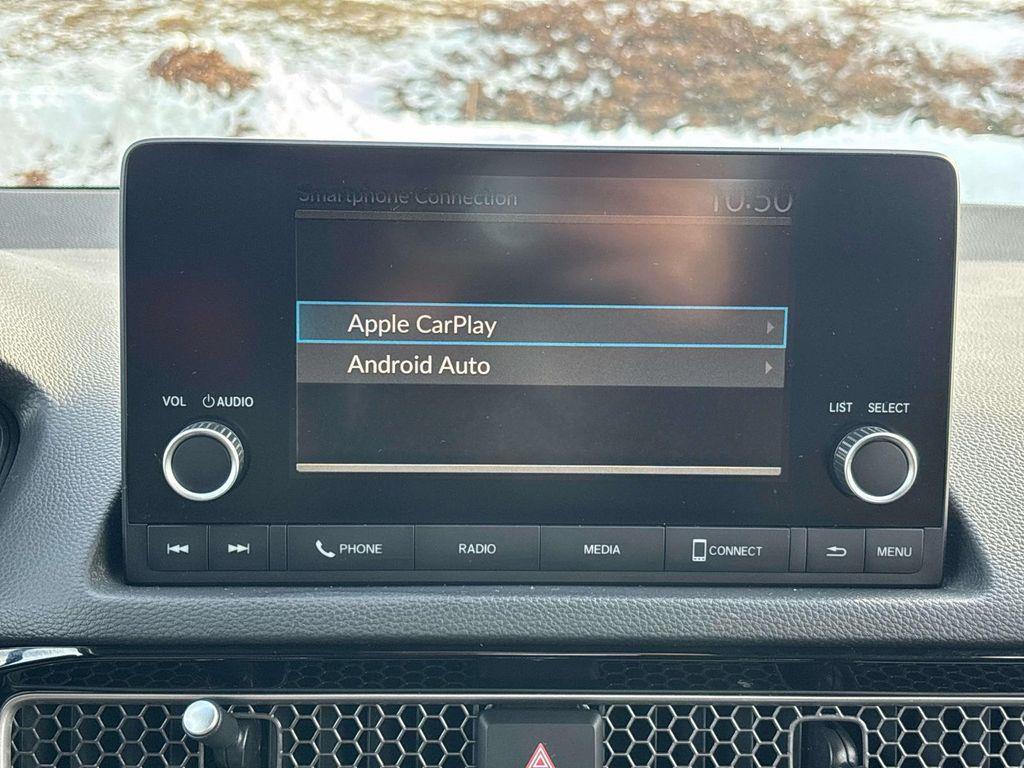 Smartphone Connection 10:50
Apple CarPlay
Android Auto
VOL AUDIO
LIST SELECT
PHONE RADIO MEDIA CONNECT MENU